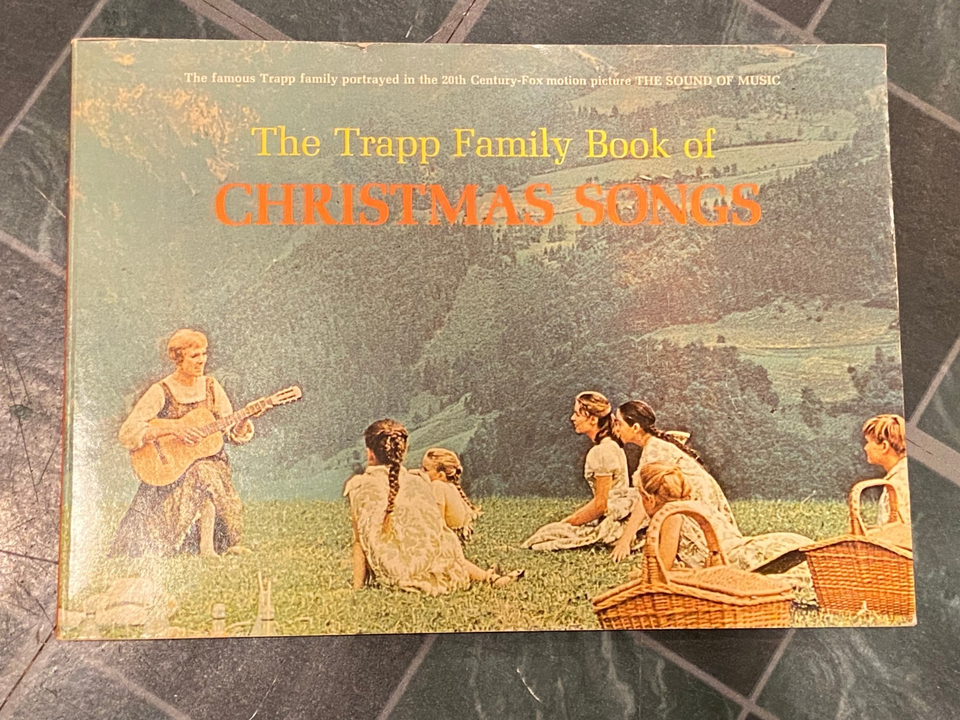 The famous Trapp family portrayed in the 20th Century-Fox motion picture THE SOUND OF MUSIC
The Trapp Family Book of
CHRISTMAS SONGS